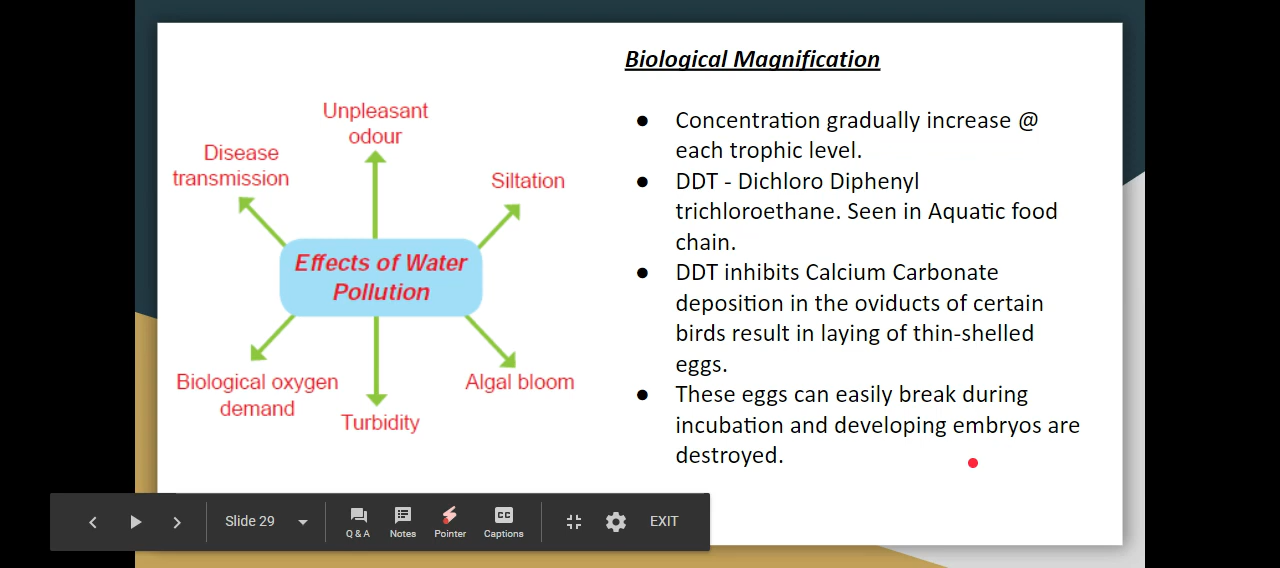 Biological Magnification
Unpleasant
odour
Disease
transmission
Siltation
Effects of Water
Pollution
Biological oxygen
demand
Turbidity
Algal bloom
● Concentration gradually increase @
each trophic level.
● DDT - Dichloro Diphenyl
trichloroethane. Seen in Aquatic food
chain.
● DDT inhibits Calcium Carbonate
deposition in the oviducts of certain
birds result in laying of thin-shelled
eggs.
● These eggs can easily break during
incubation and developing embryos are
destroyed.
Slide 29
Q & A
Notes
Pointer
CC
Captions
EXIT